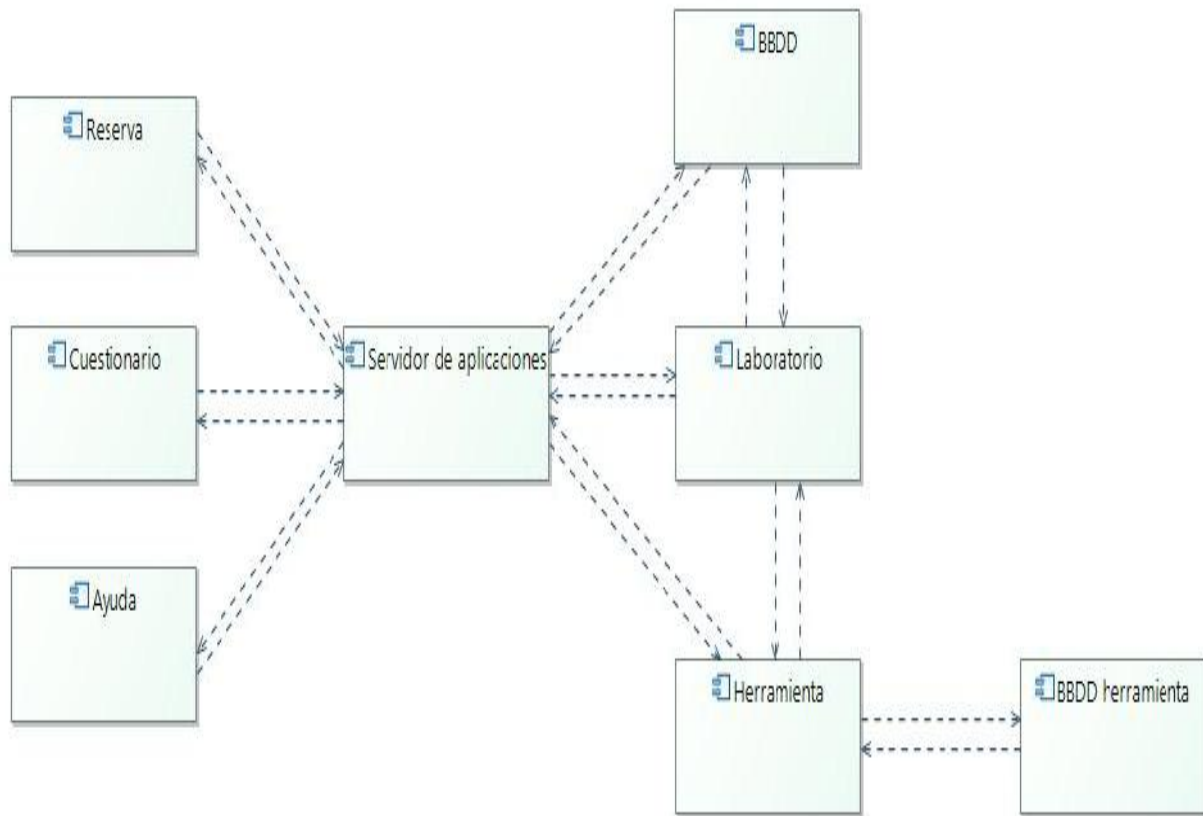 BBDD
Reserva
Cuestionario
Servidor de aplicaciones
Laboratorio
Ayuda
Herramienta
BBDD herramienta